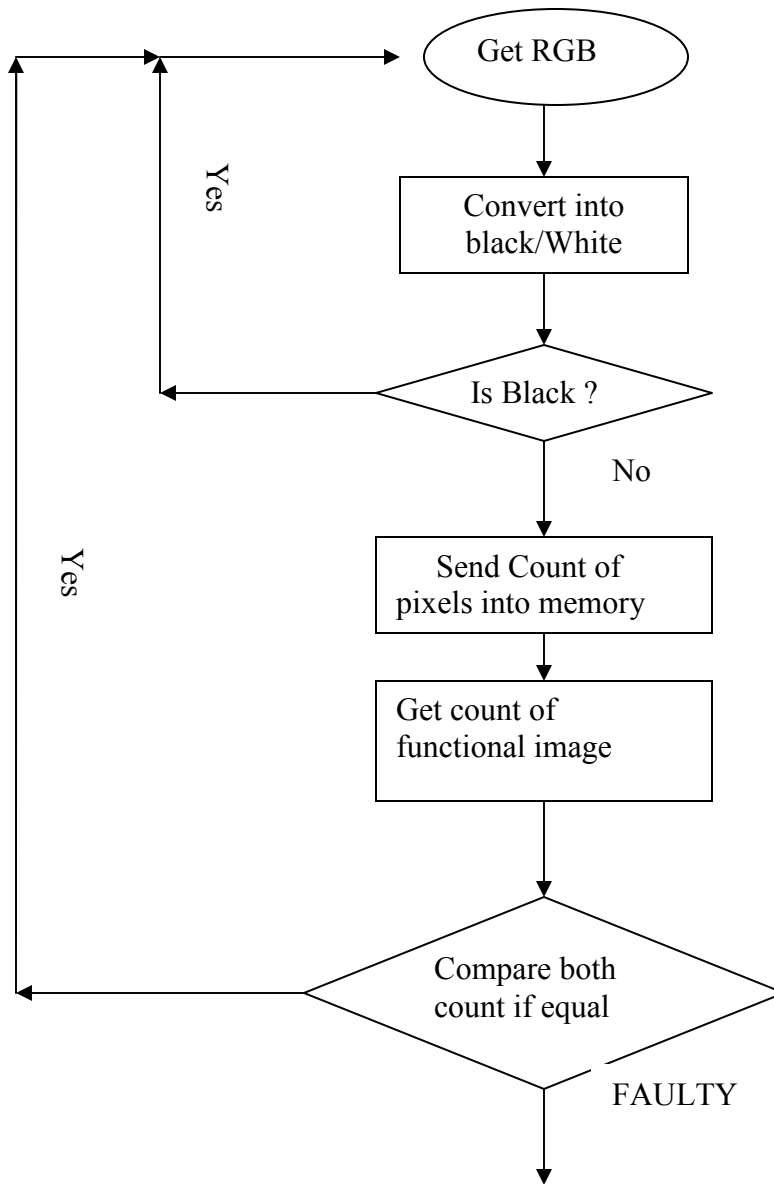 Get RGB
Yes
Convert into
black/White
Is Black ?
No
Yes
Send Count of
pixels into memory
Get count of
functional image
Compare both
count if equal
FAULTY